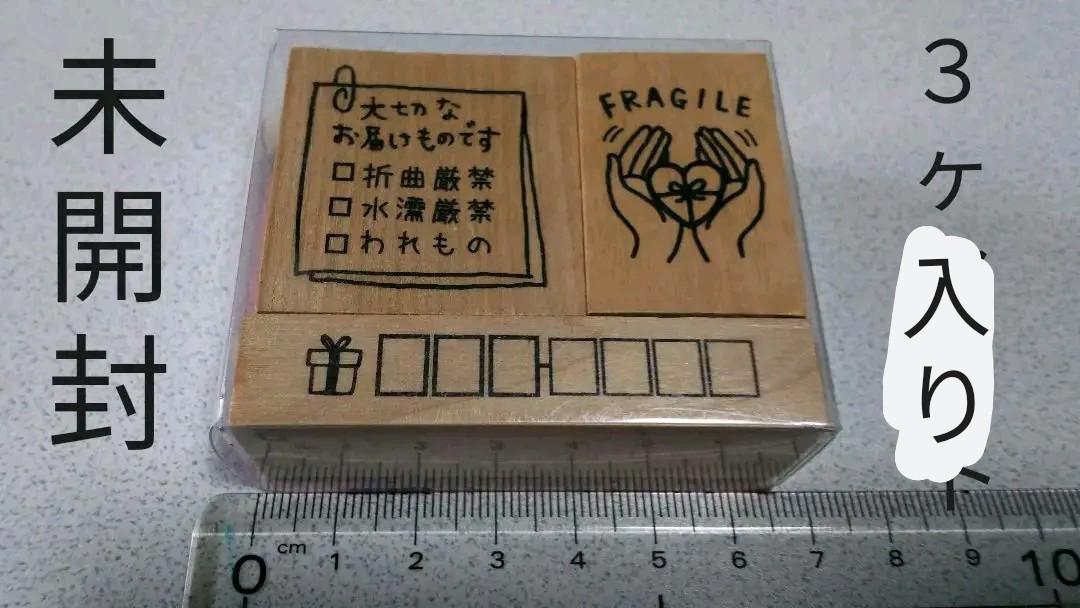 未開封
3ヶ入り
大切な
お届けものです
□折曲厳禁
□水濡厳禁
□われもの
FRAGILE
0 cm 1 2 3 4 5 6 7 8 9 10